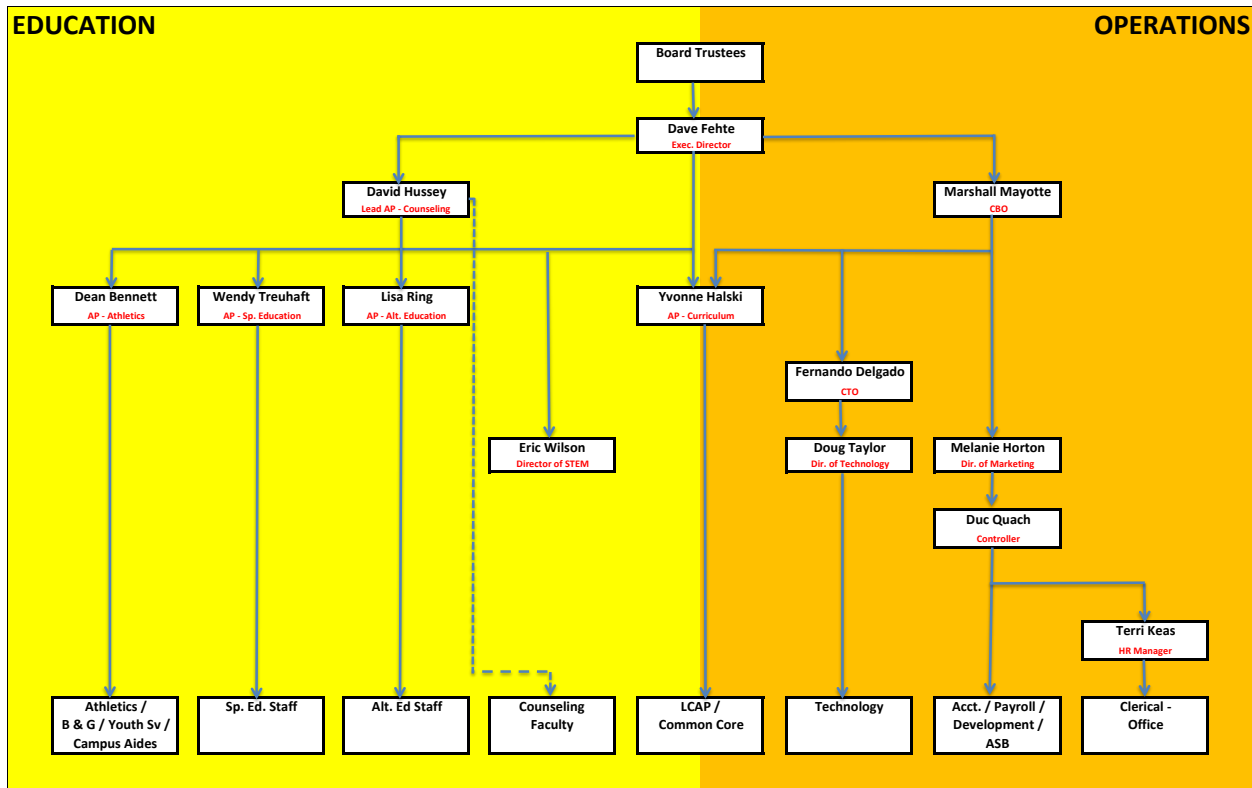 EDUCATION
OPERATIONS
Board Trustees
Dave Fehte
Exec. Director
David Hussey
Lead AP - Counseling
Marshall Mayotte
CBO
Dean Bennett
AP - Athletics
Wendy Treuhaft
AP - Sp. Education
Lisa Ring
AP - Alt. Education
Yvonne Halski
AP - Curriculum
Fernando Delgado
CTO
Eric Wilson
Director of STEM
Doug Taylor
Dir. of Technology
Melanie Horton
Dir. of Marketing
Duc Quach
Controller
Terri Keas
HR Manager
Athletics /
B & G / Youth Sv /
Campus Aides
Sp. Ed. Staff
Alt. Ed Staff
Counseling
Faculty
LCAP /
Common Core
Technology
Acct. / Payroll /
Development /
ASB
Clerical -
Office